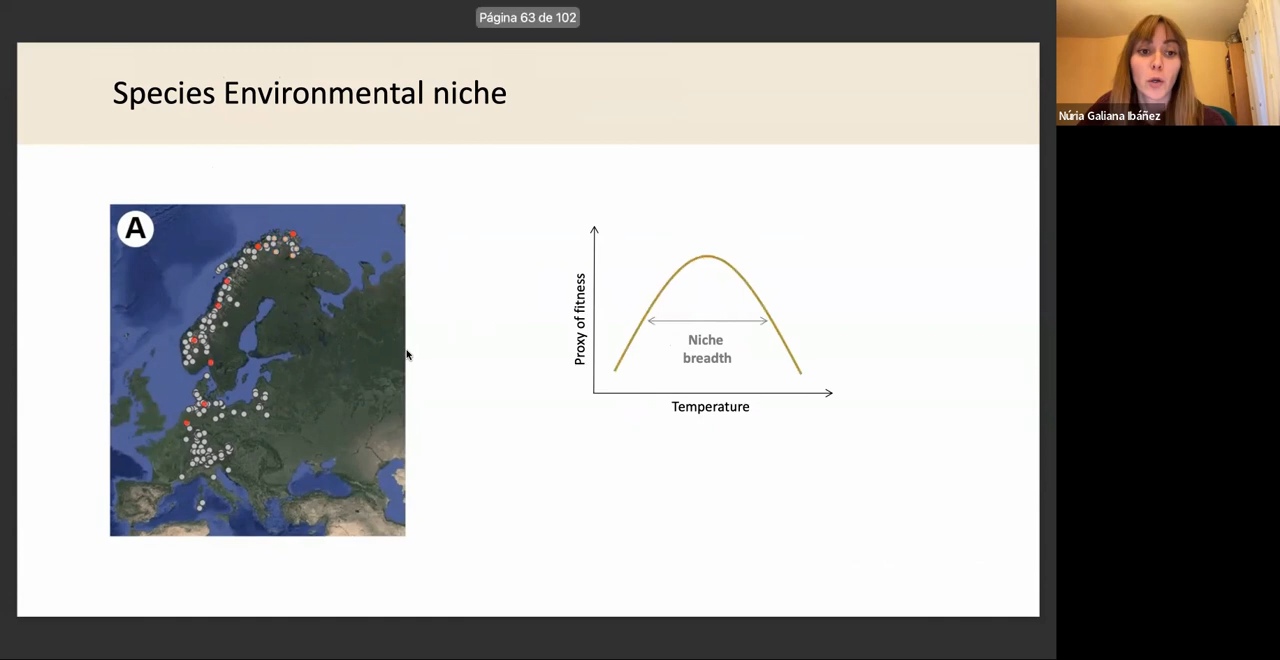 Página 63 de 102
Species Environmental niche
Núria Galiana Ibáñez
A
Proxy of fitness
Niche
breadth
Temperature